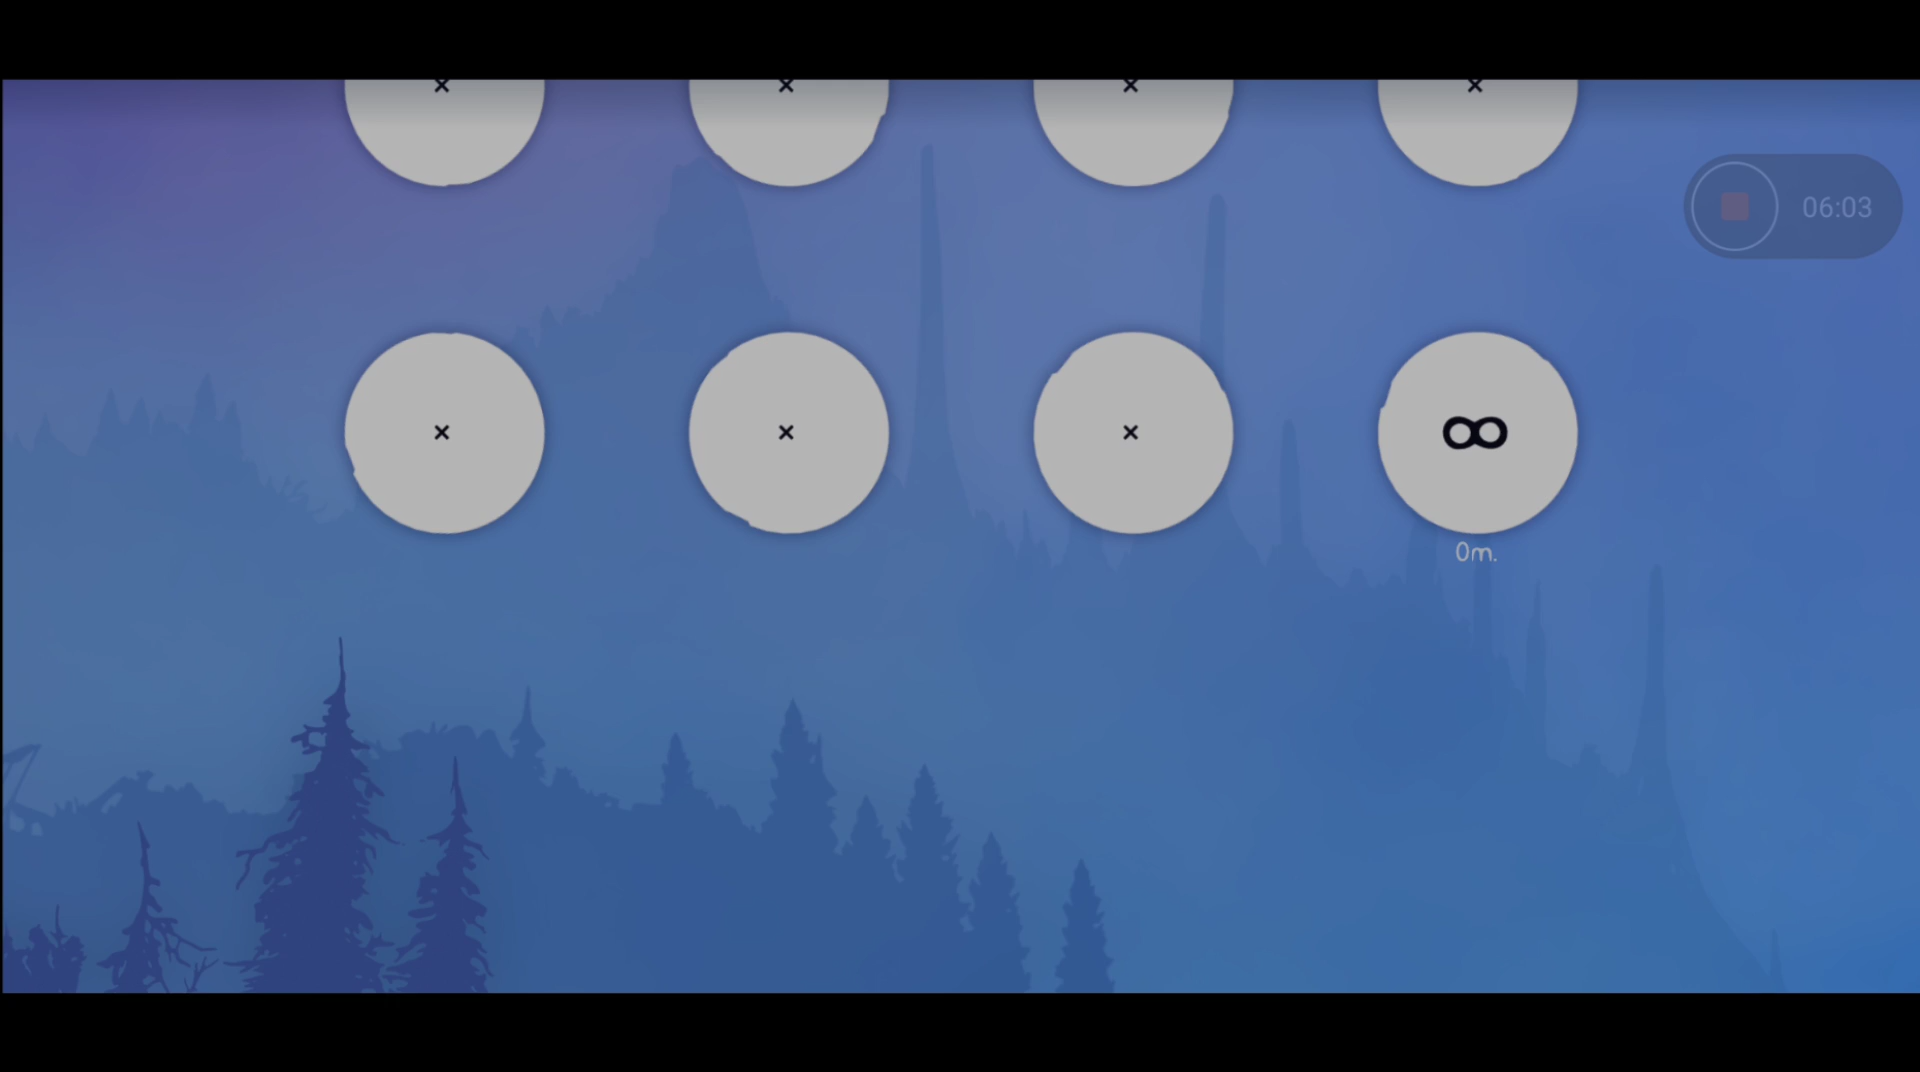 × × × ×
06:03
× × × ∞
0m.